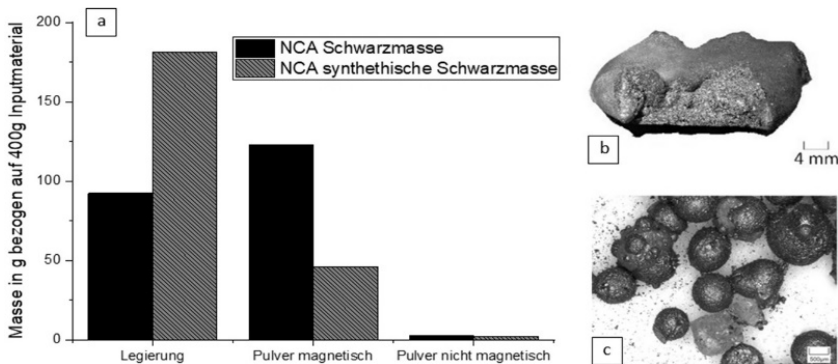 a
NCA Schwarzmasse
NCA synthethische Schwarzmasse
Masse in g bezogen auf 400g Inputmaterial
200
150
100
50
0
Legierung
Pulver magnetisch
Pulver nicht magnetisch
b
4 mm
c
500µm